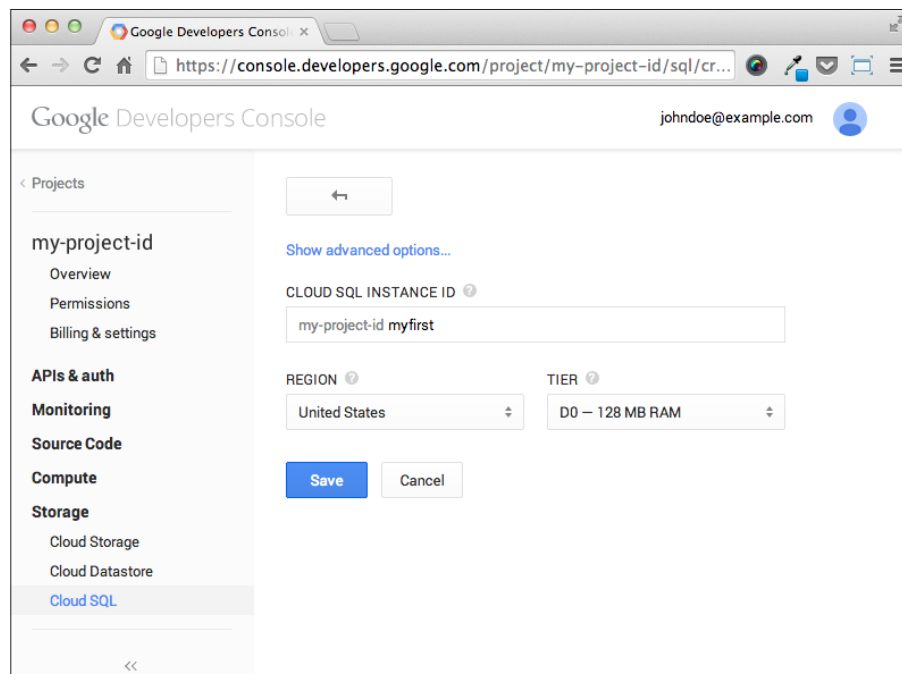 Google Developers Consol
https://console.developers.google.com/project/my-project-id/sql/cr...
Google Developers Console
johndoe@example.com
Projects
my-project-id
Overview
Permissions
Billing & settings
APIs & auth
Monitoring
Source Code
Compute
Storage
Cloud Storage
Cloud Datastore
Cloud SQL
Show advanced options...
CLOUD SQL INSTANCE ID
my-project-id myfirst
REGION
TIER
United States
D0 — 128 MB RAM
Save
Cancel